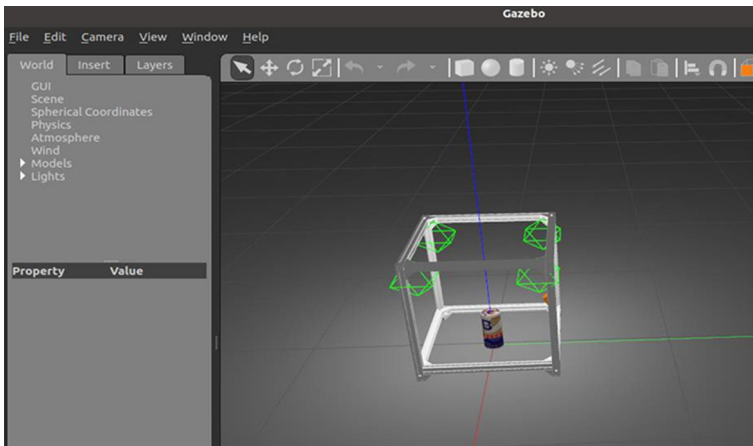 Gazebo
File Edit Camera View Window Help
World Insert Layers
GUI
Scene
Spherical Coordinates
Physics
Atmosphere
Wind
Models
Lights
Property Value